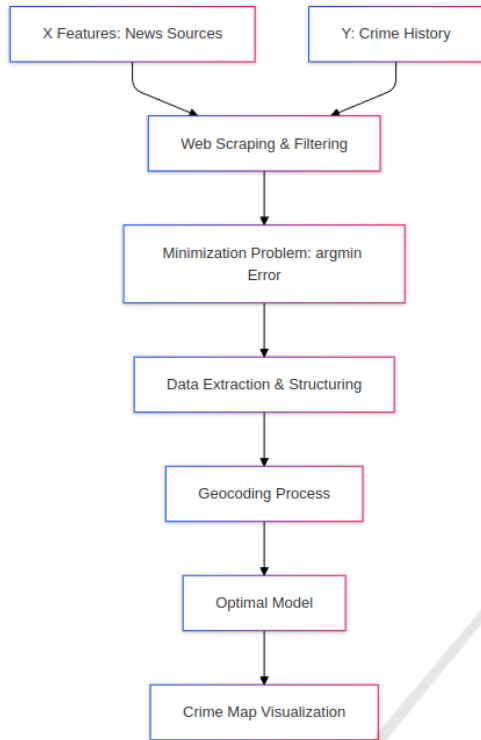 X Features: News Sources
Y: Crime History
Web Scraping & Filtering
Minimization Problem: argmin
Error
Data Extraction & Structuring
Geocoding Process
Optimal Model
Crime Map Visualization